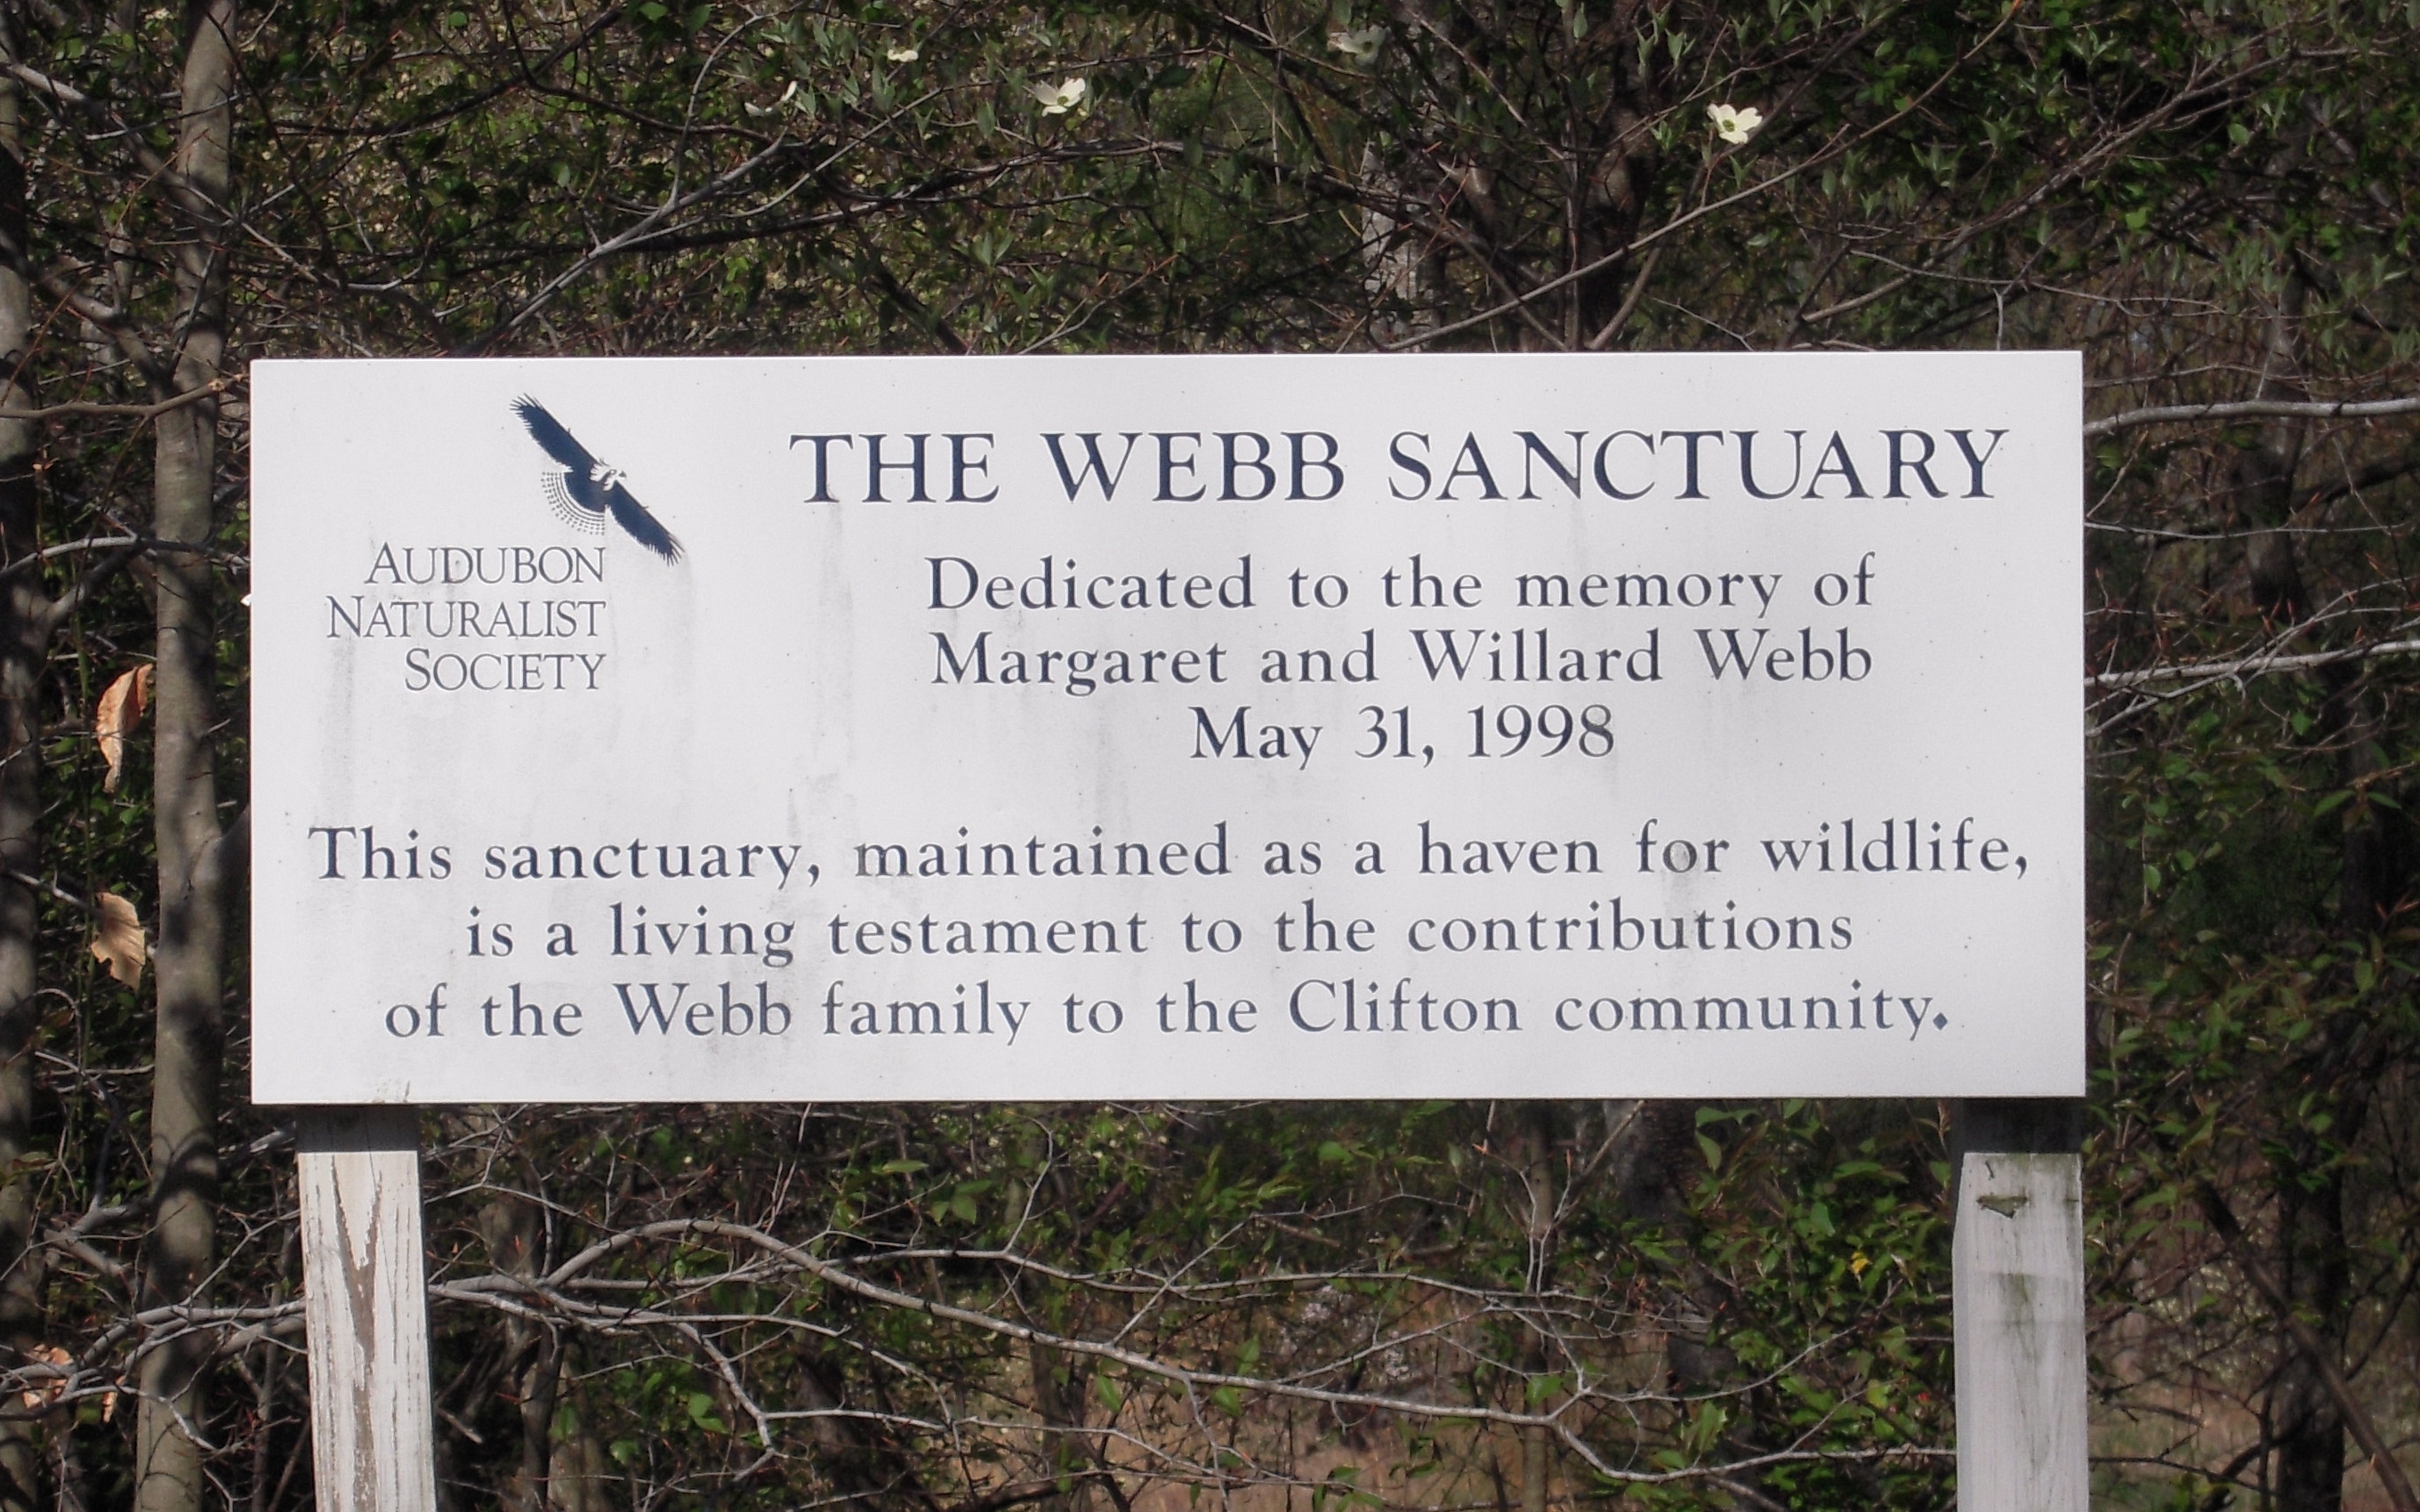 AUDUBON
NATURALIST
SOCIETY
THE WEBB SANCTUARY
Dedicated to the memory of
Margaret and Willard Webb
May 31, 1998
This sanctuary, maintained as a haven for wildlife,
is a living testament to the contributions
of the Webb family to the Clifton community.